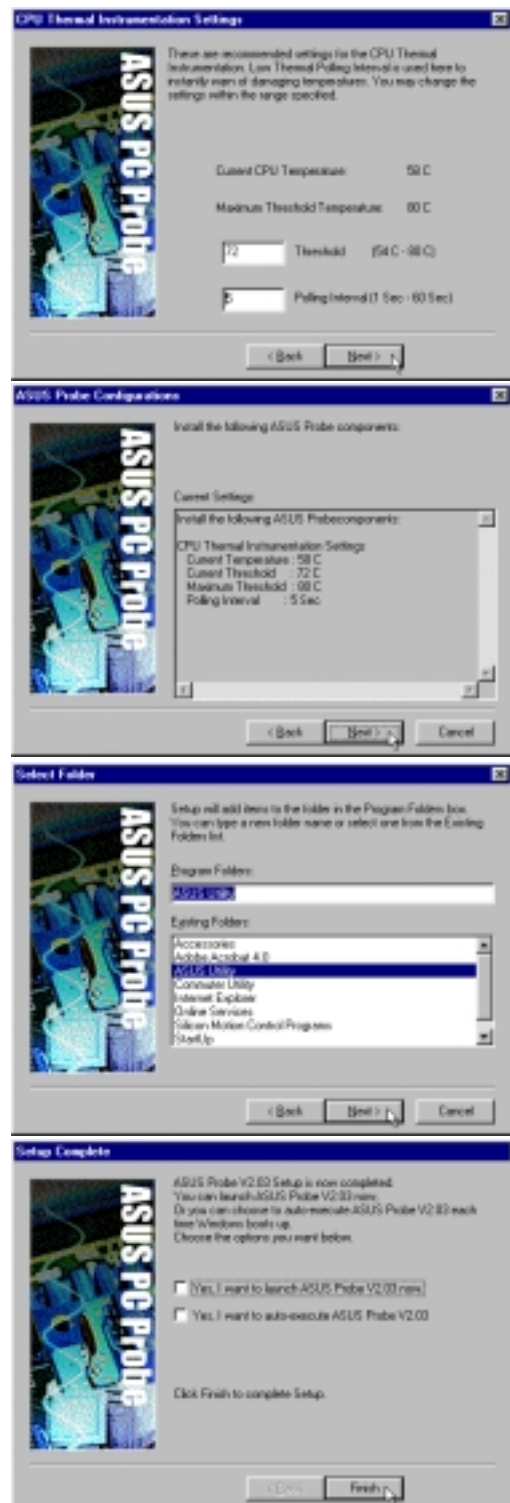 CPU Thermal Instrumentation Settings
ASUS PC Probe
These are recommended settings for the CPU Thermal
Instrumentation. Low Thermal Polling Interval is used here to
instantly warn of damaging temperatures. You may change the
settings within the range specified.
Current CPU Temperature: 58 C
Maximum Threshold Temperature: 80 C
72 Threshold (54 C - 80 C)
5 Polling Interval (1 Sec - 60 Sec)
< Back Next >
ASUS Probe Configurations
ASUS PC Probe
Install the following ASUS Probe components:
Current Settings:
Install the following ASUS Probecomponents:
CPU Thermal Instrumentation Settings
Current Temperature : 58 C
Current Threshold : 72 C
Maximum Threshold : 80 C
Polling Interval : 5 Sec
< Back Next > Cancel
Select Folder
ASUS PC Probe
Setup will add items to the folder in the Program Folders box.
You can type a new folder name or select one from the Existing
Folders list.
Program Folders:
ASUS Utility
Existing Folders:
Accessories
Adobe Acrobat 4.0
ASUS Utility
Commuter Utility
Internet Explorer
Online Services
Silicon Motion Control Programs
StartUp
< Back Next > Cancel
Setup Complete
ASUS PC Probe
ASUS Probe V2.03 Setup is now completed.
You can launch ASUS Probe V2.03 now.
Or you can choose to auto-execute ASUS Probe V2.03 each
time Windows boots up.
Choose the options you want below.
Yes, I want to launch ASUS Probe V2.03 now.
Yes, I want to auto-execute ASUS Probe V2.03
Click Finish to complete Setup.
< Back Finish